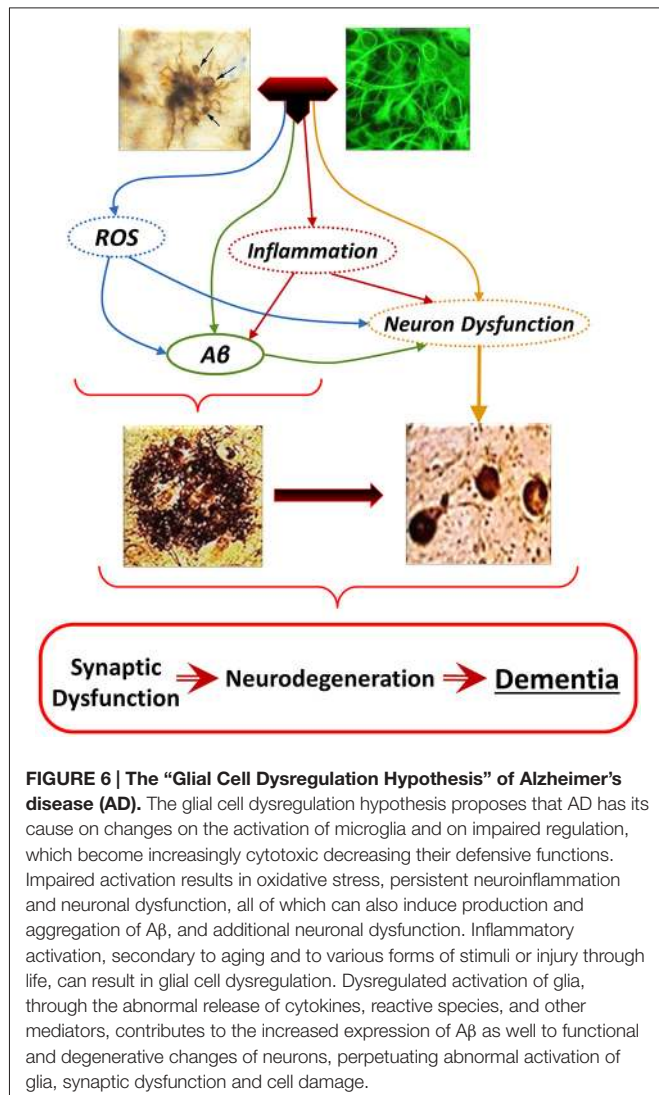 ROS
Inflammation
Neuron Dysfunction
Aβ
Synaptic
Dysfunction
Neurodegeneration
Dementia
FIGURE 6 | The “Glial Cell Dysregulation Hypothesis” of Alzheimer’s
disease (AD). The glial cell dysregulation hypothesis proposes that AD has its
cause on changes on the activation of microglia and on impaired regulation,
which become increasingly cytotoxic decreasing their defensive functions.
Impaired activation results in oxidative stress, persistent neuroinflammation
and neuronal dysfunction, all of which can also induce production and
aggregation of Aβ, and additional neuronal dysfunction. Inflammatory
activation, secondary to aging and to various forms of stimuli or injury through
life, can result in glial cell dysregulation. Dysregulated activation of glia,
through the abnormal release of cytokines, reactive species, and other
mediators, contributes to the increased expression of Aβ as well to functional
and degenerative changes of neurons, perpetuating abnormal activation of
glia, synaptic dysfunction and cell damage.